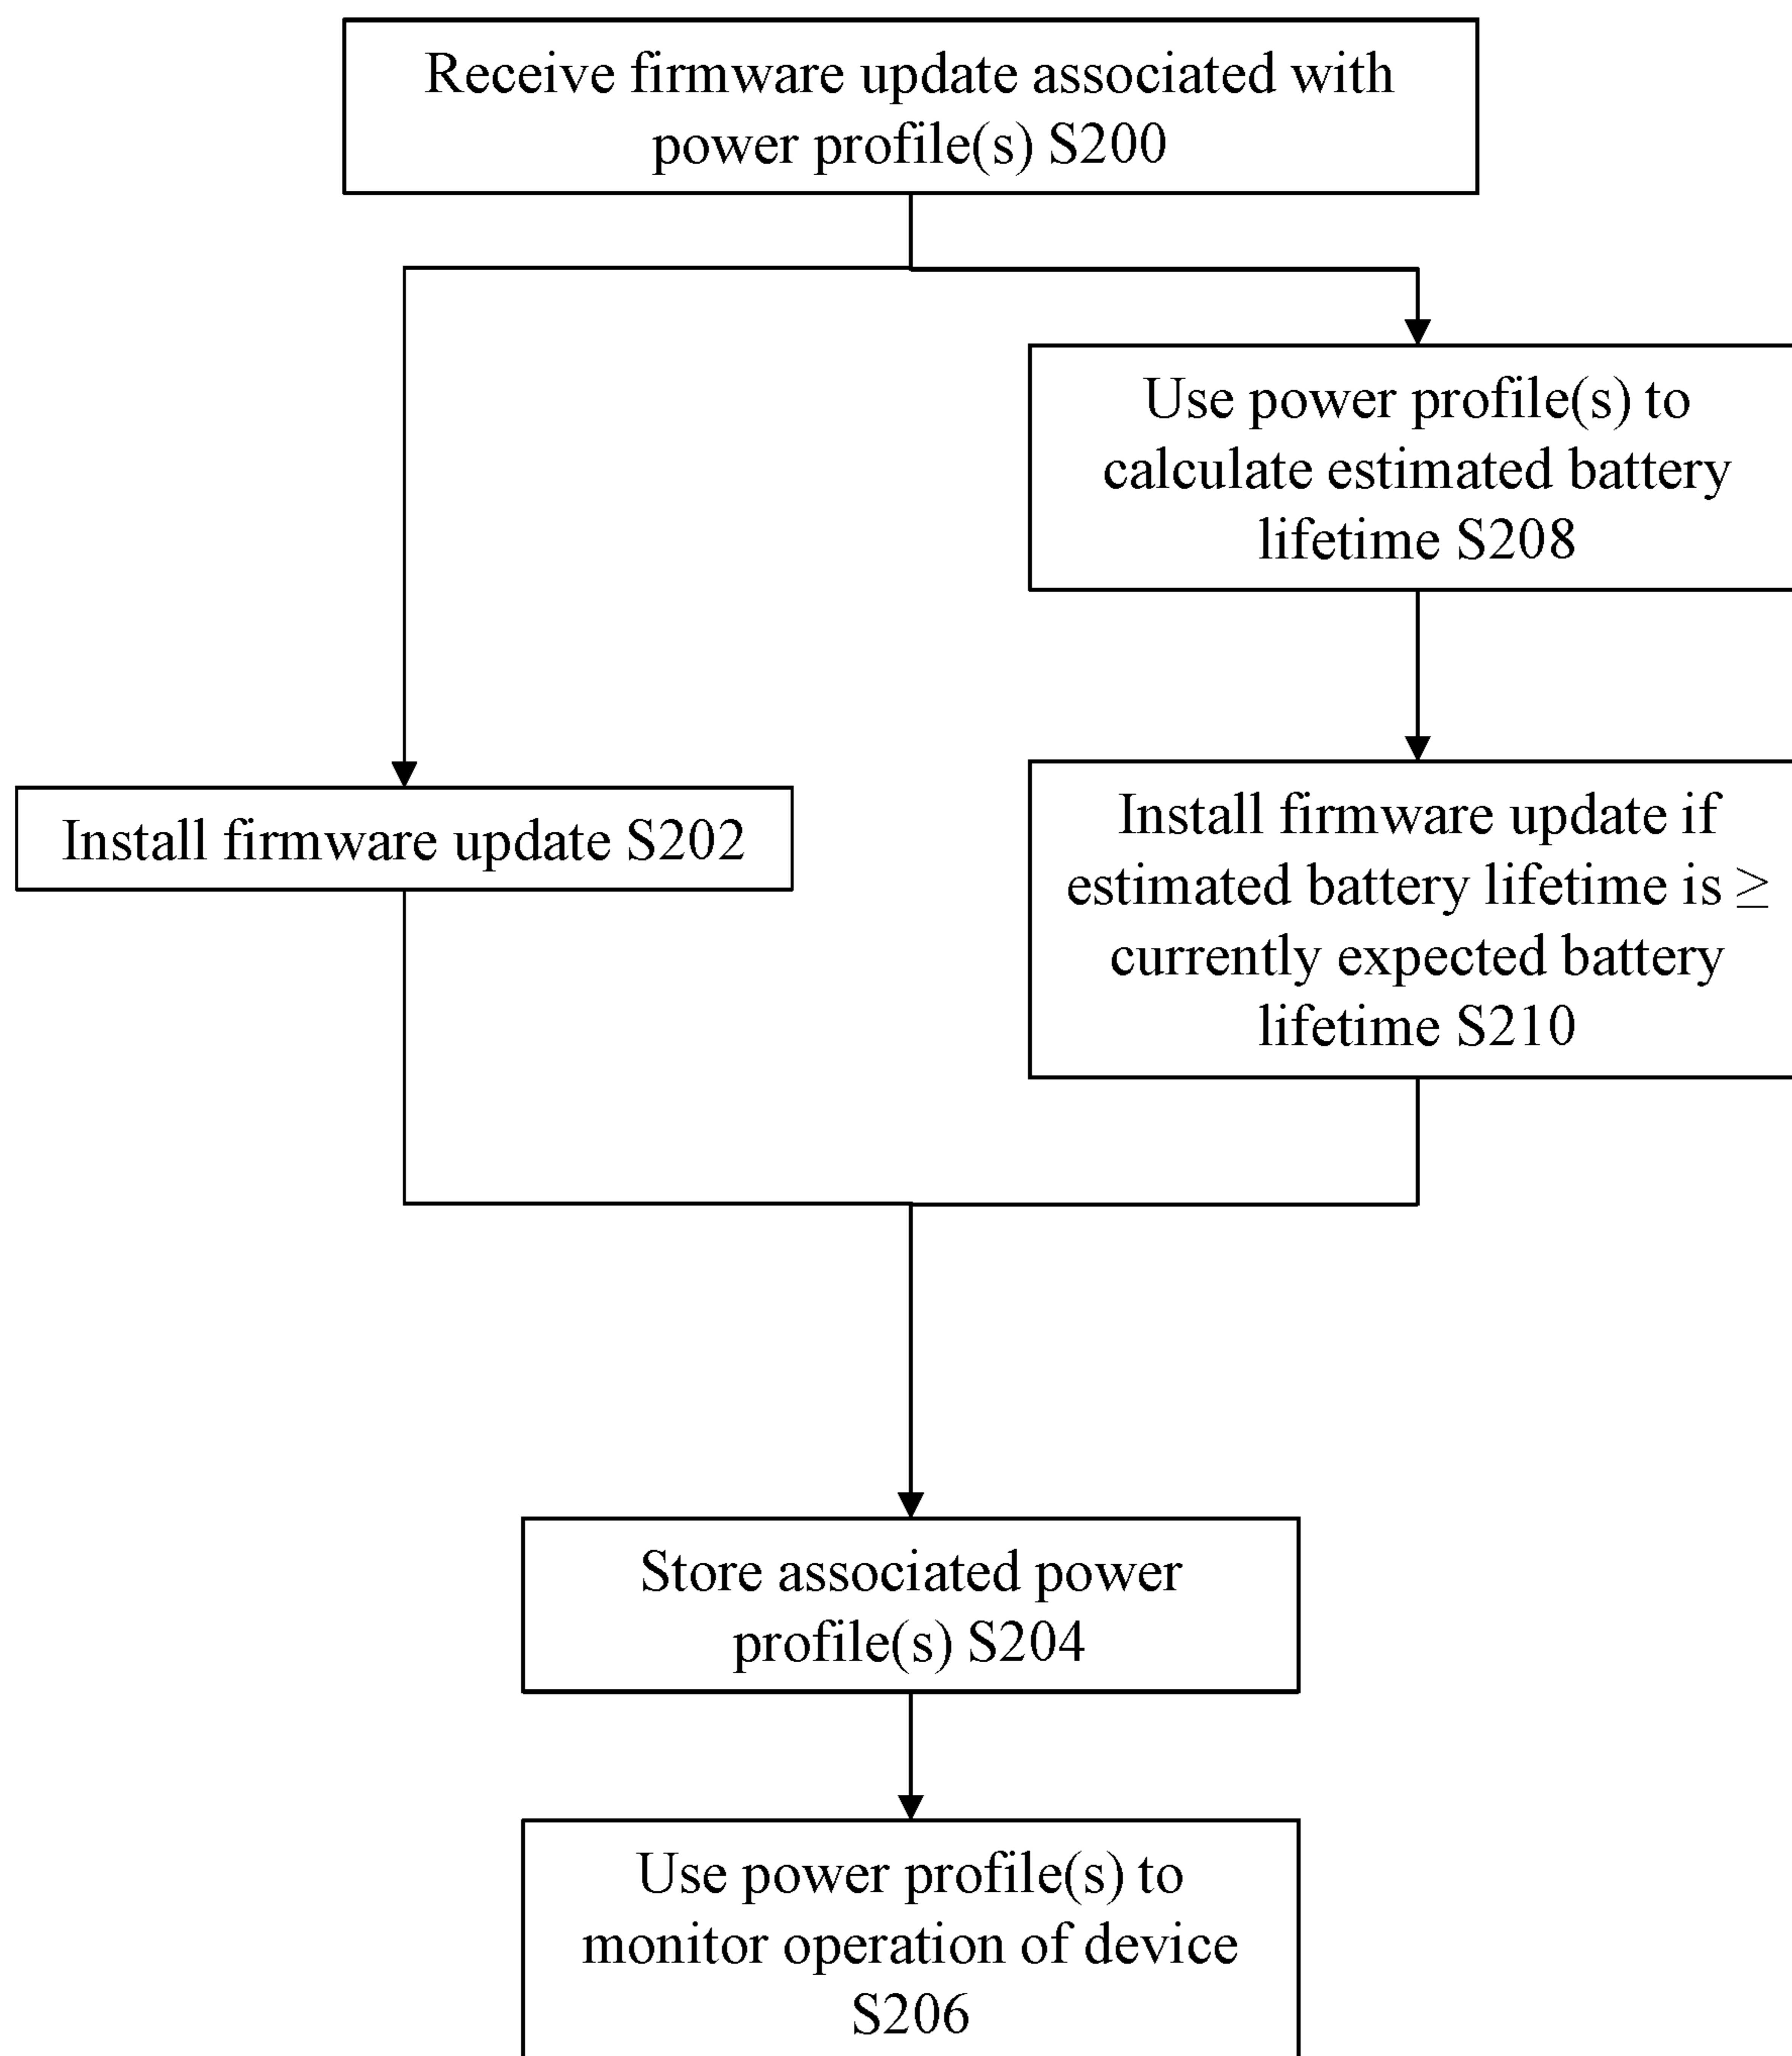 Receive firmware update associated with
power profile(s) S200
Use power profile(s) to
calculate estimated battery
lifetime S208
Install firmware update S202
Install firmware update if
estimated battery lifetime is ≥
currently expected battery
lifetime S210
Store associated power
profile(s) S204
Use power profile(s) to
monitor operation of device
S206